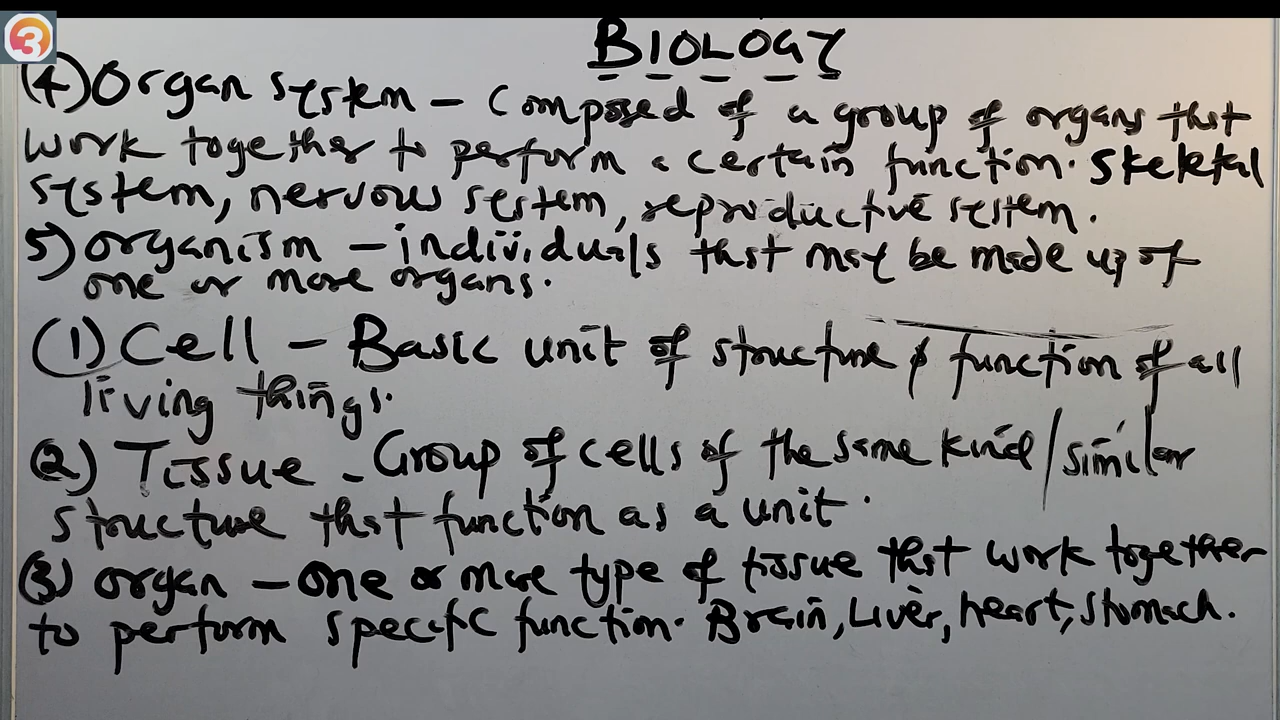 3
BIOLOGY
(4) Organ system - composed of a group of organs that
work together to perform a certain function. Skeletal
system, nervous system, reproductive system.
5) organism - individuals that may be made up of
one or more organs.
(1) Cell - Basic unit of structure & function of all
living things.
(2) Tissue - Group of cells of the same kind/similar
structure that function as a unit.
(3) organ - one or more type of tissue that work together
to perform specific function. Brain, Liver, heart, stomach.